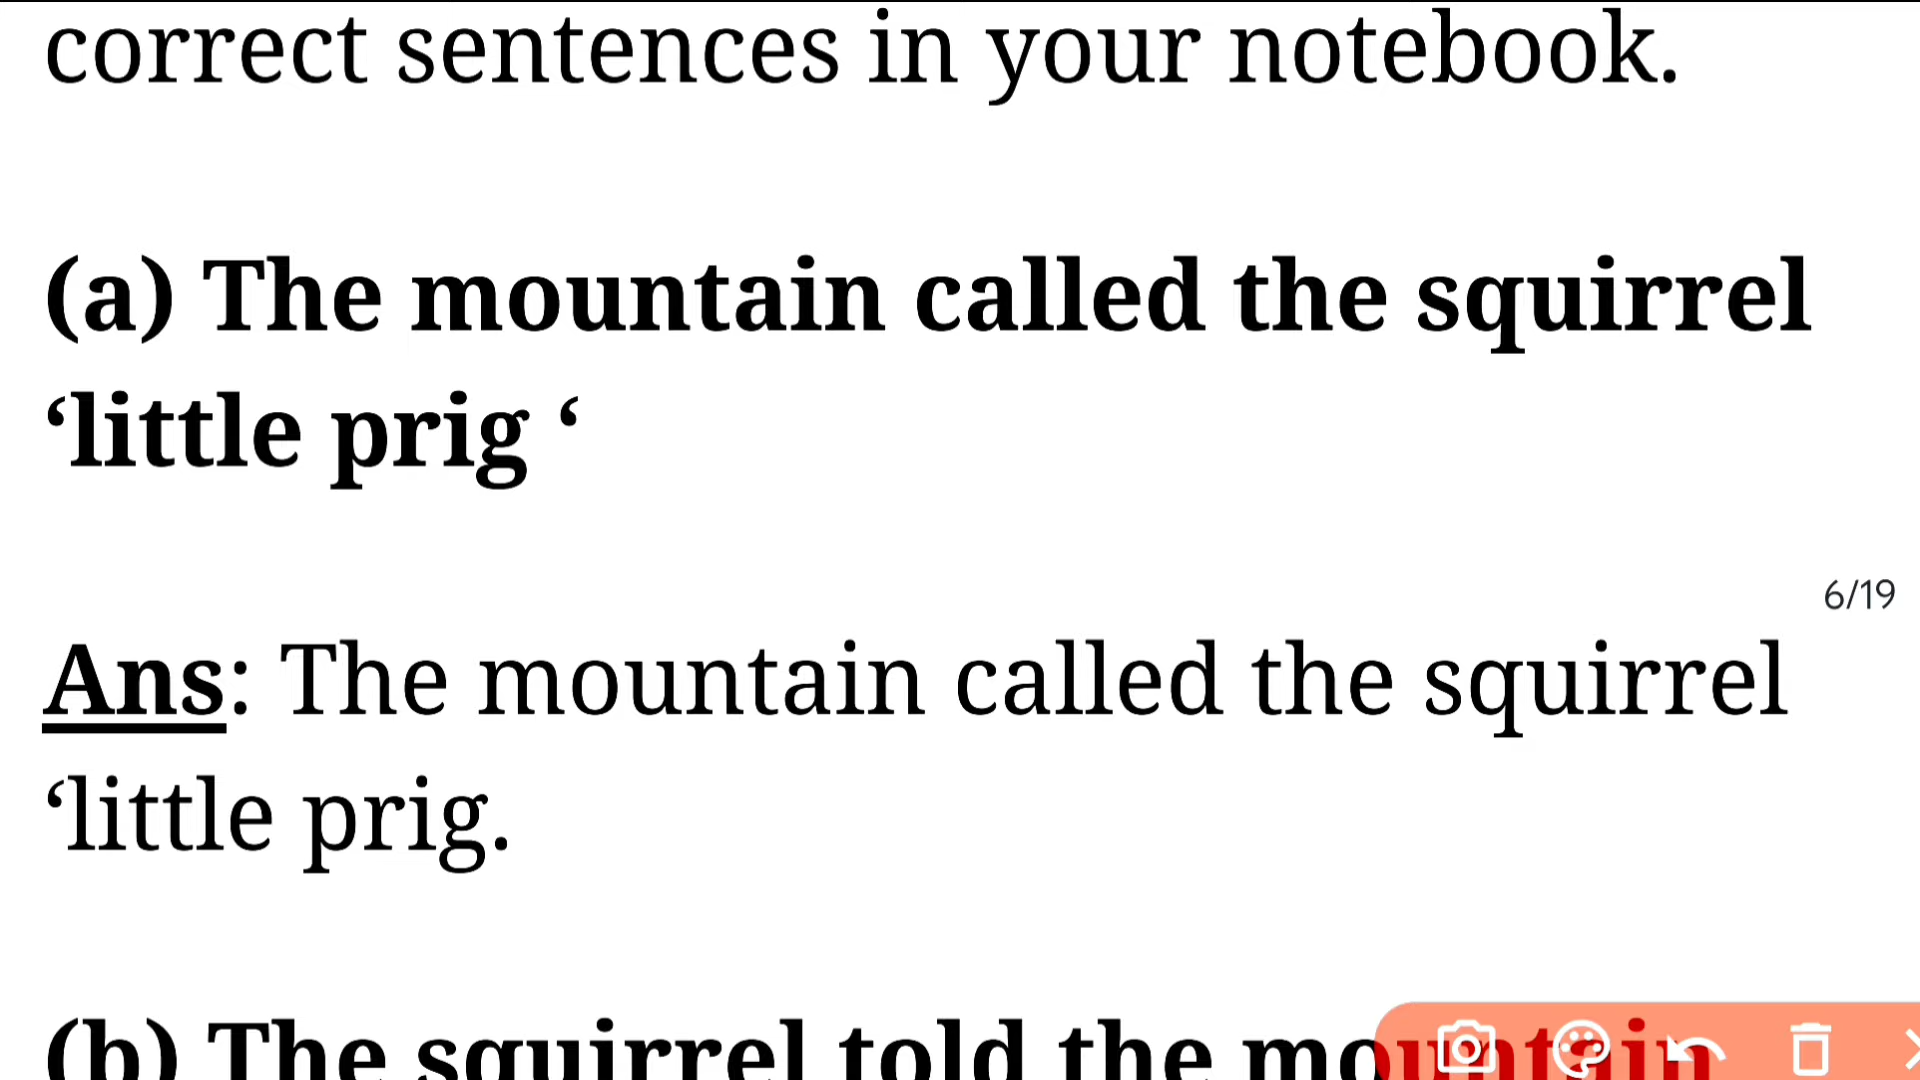 correct sentences in your notebook.
(a) The mountain called the squirrel
‘little prig ‘
6/19
Ans: The mountain called the squirrel
‘little prig.
(b) The squirrel told the mountain